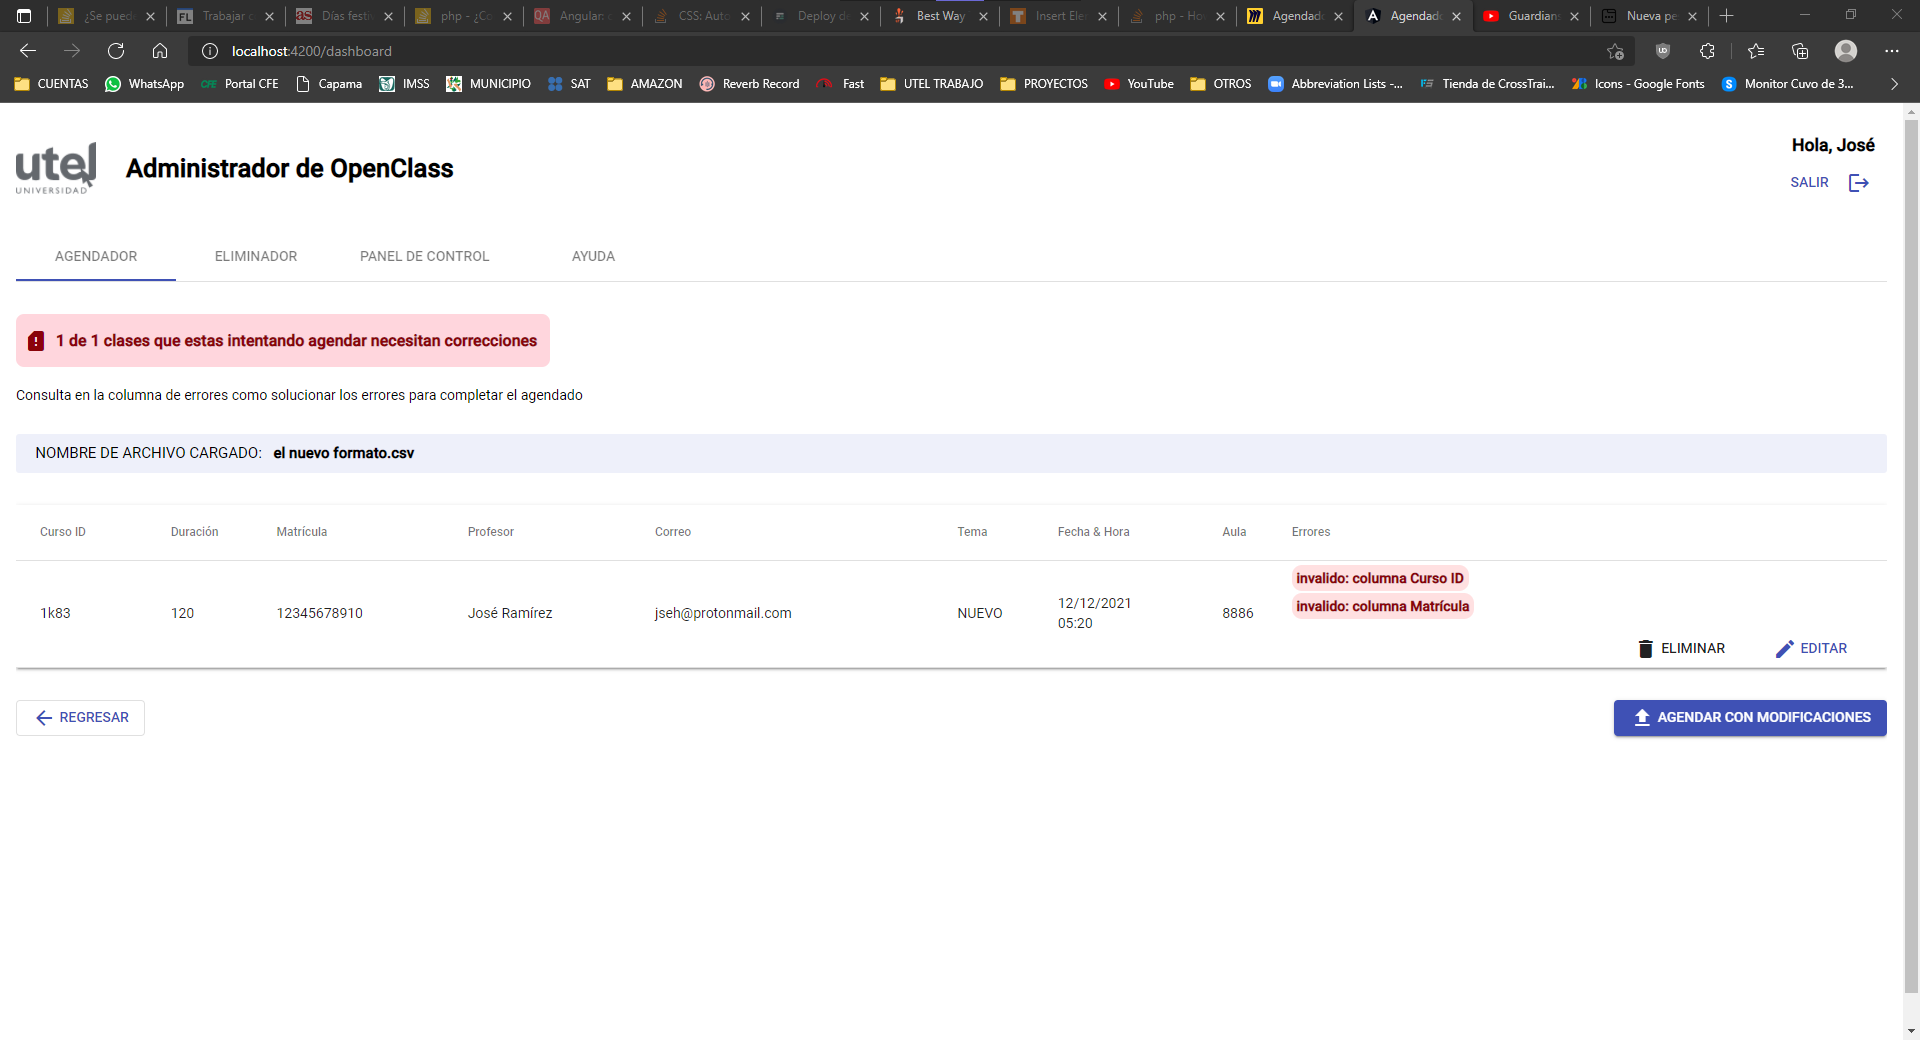 ¿Se pued
Trabajar
Días festi
php - ¿Co
Angular:
CSS: Auto
Deploy de
Best Way
Insert Ele
php - Ho
Agendad
Agendad
Guardian
Nueva pe
localhost:4200/dashboard
CUENTAS
WhatsApp
CFE Portal CFE
Capama
IMSS
MUNICIPIO
SAT
AMAZON
Reverb Record
Fast
UTEL TRABAJO
PROYECTOS
YouTube
OTROS
Abbreviation Lists -...
Tienda de CrossTrai...
Icons - Google Fonts
Monitor Cuvo de 3...
utel
UNIVERSIDAD
Administrador de OpenClass
Hola, José
SALIR
AGENDADOR
ELIMINADOR
PANEL DE CONTROL
AYUDA
1 de 1 clases que estas intentando agendar necesitan correcciones
Consulta en la columna de errores como solucionar los errores para completar el agendado
NOMBRE DE ARCHIVO CARGADO: el nuevo formato.csv
Curso ID
Duración
Matrícula
Profesor
Correo
Tema
Fecha & Hora
Aula
Errores
1k83
120
12345678910
José Ramírez
jseh@protonmail.com
NUEVO
12/12/2021
05:20
8886
invalido: columna Curso ID
invalido: columna Matrícula
ELIMINAR
EDITAR
REGRESAR
AGENDAR CON MODIFICACIONES